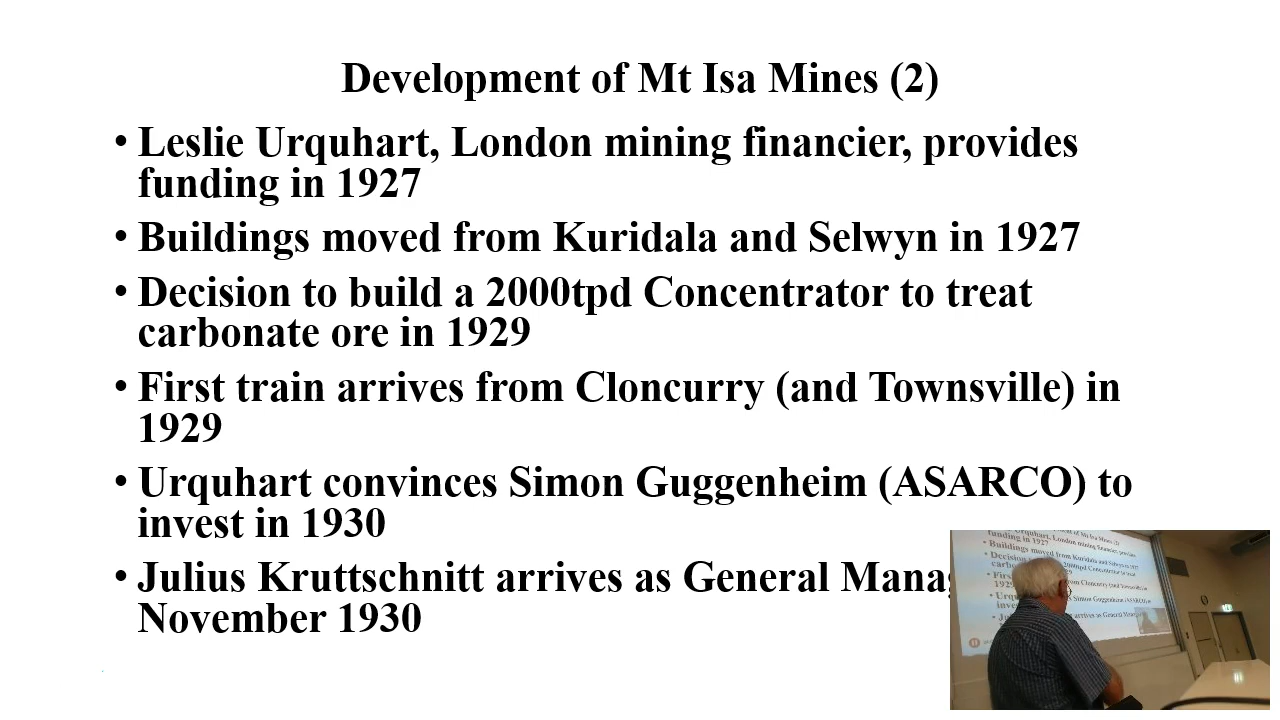 Development of Mt Isa Mines (2)
• Leslie Urquhart, London mining financier, provides
funding in 1927
• Buildings moved from Kuridala and Selwyn in 1927
• Decision to build a 2000tpd Concentrator to treat
carbonate ore in 1929
• First train arrives from Cloncurry (and Townsville) in
1929
• Urquhart convinces Simon Guggenheim (ASARCO) to
invest in 1930
• Julius Kruttschnitt arrives as General
November 1930